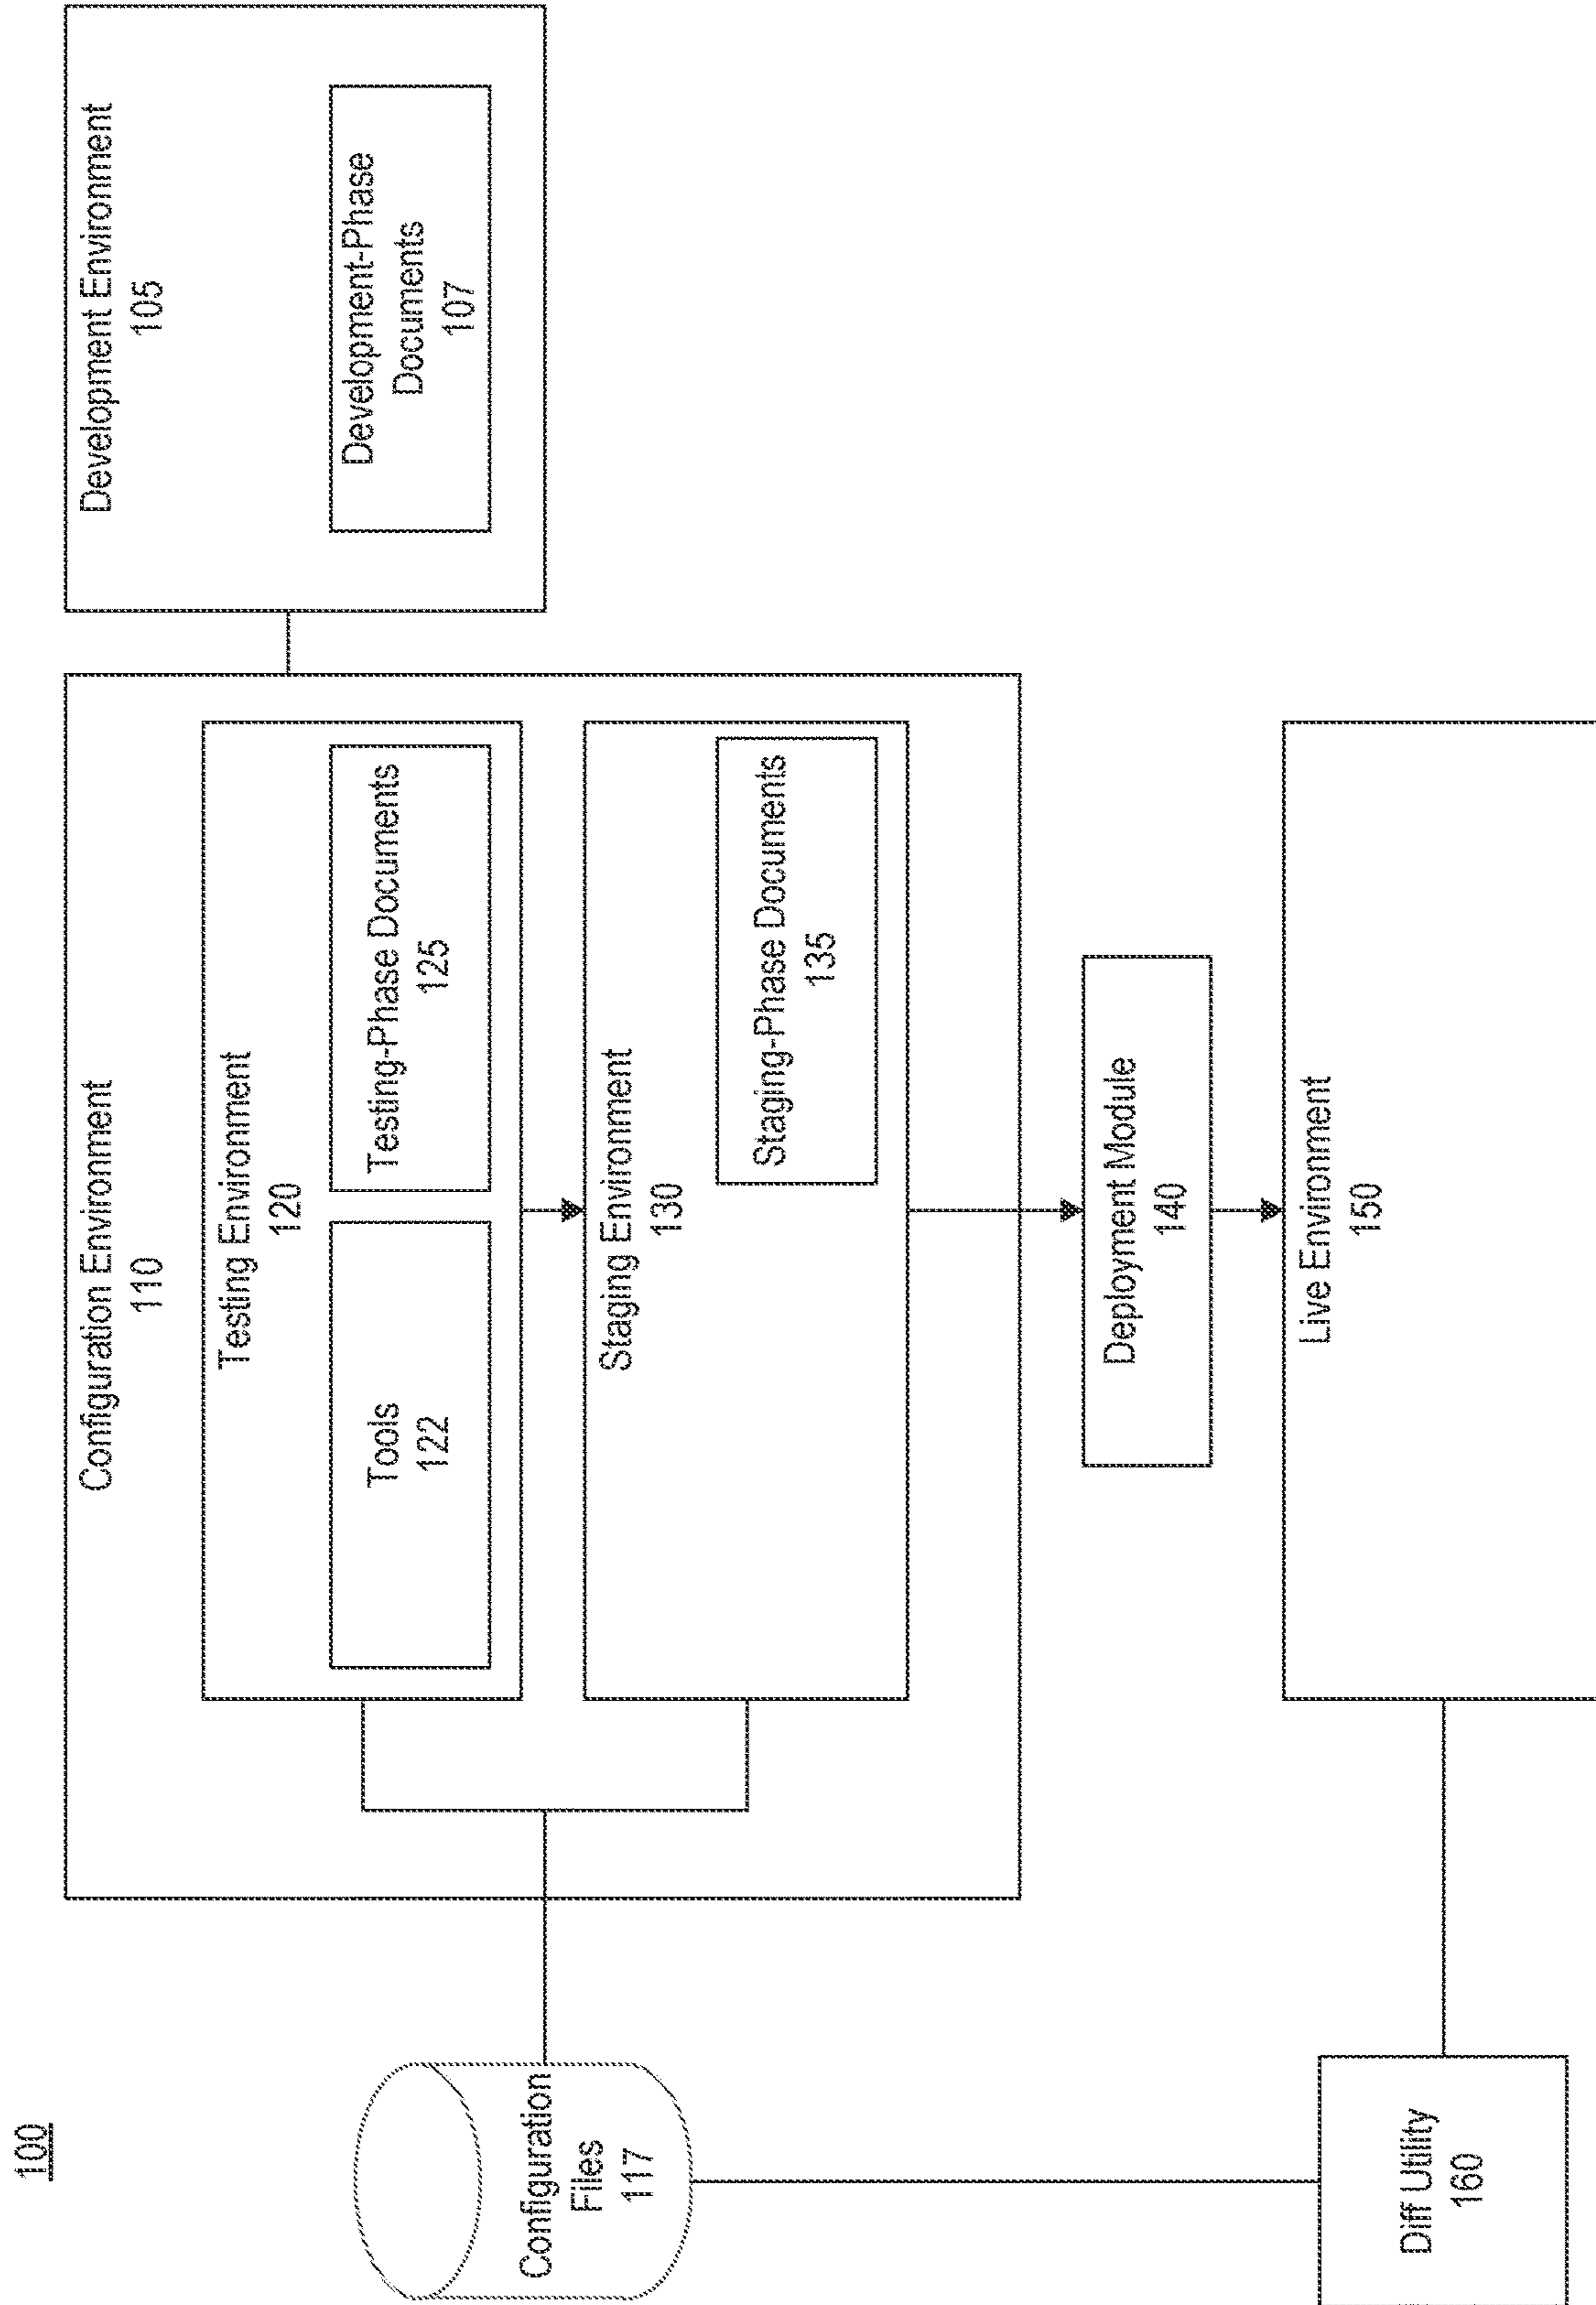 100
Configuration Environment
110
Development Environment
105
Testing Environment
120
Tools
122
Testing-Phase Documents
125
Development-Phase
Documents
107
Configuration
Files
117
Staging Environment
130
Staging-Phase Documents
135
Deployment Module
140
Live Environment
150
Diff Utility
160